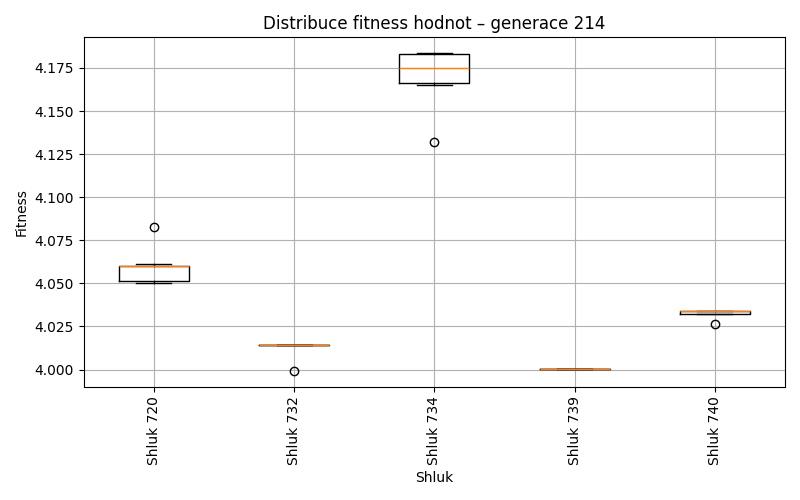 Distribuce fitness hodnot – generace 214
Fitness
4.175
4.150
4.125
4.100
4.075
4.050
4.025
4.000
Shluk 720
Shluk 732
Shluk 734
Shluk 739
Shluk 740
Shluk